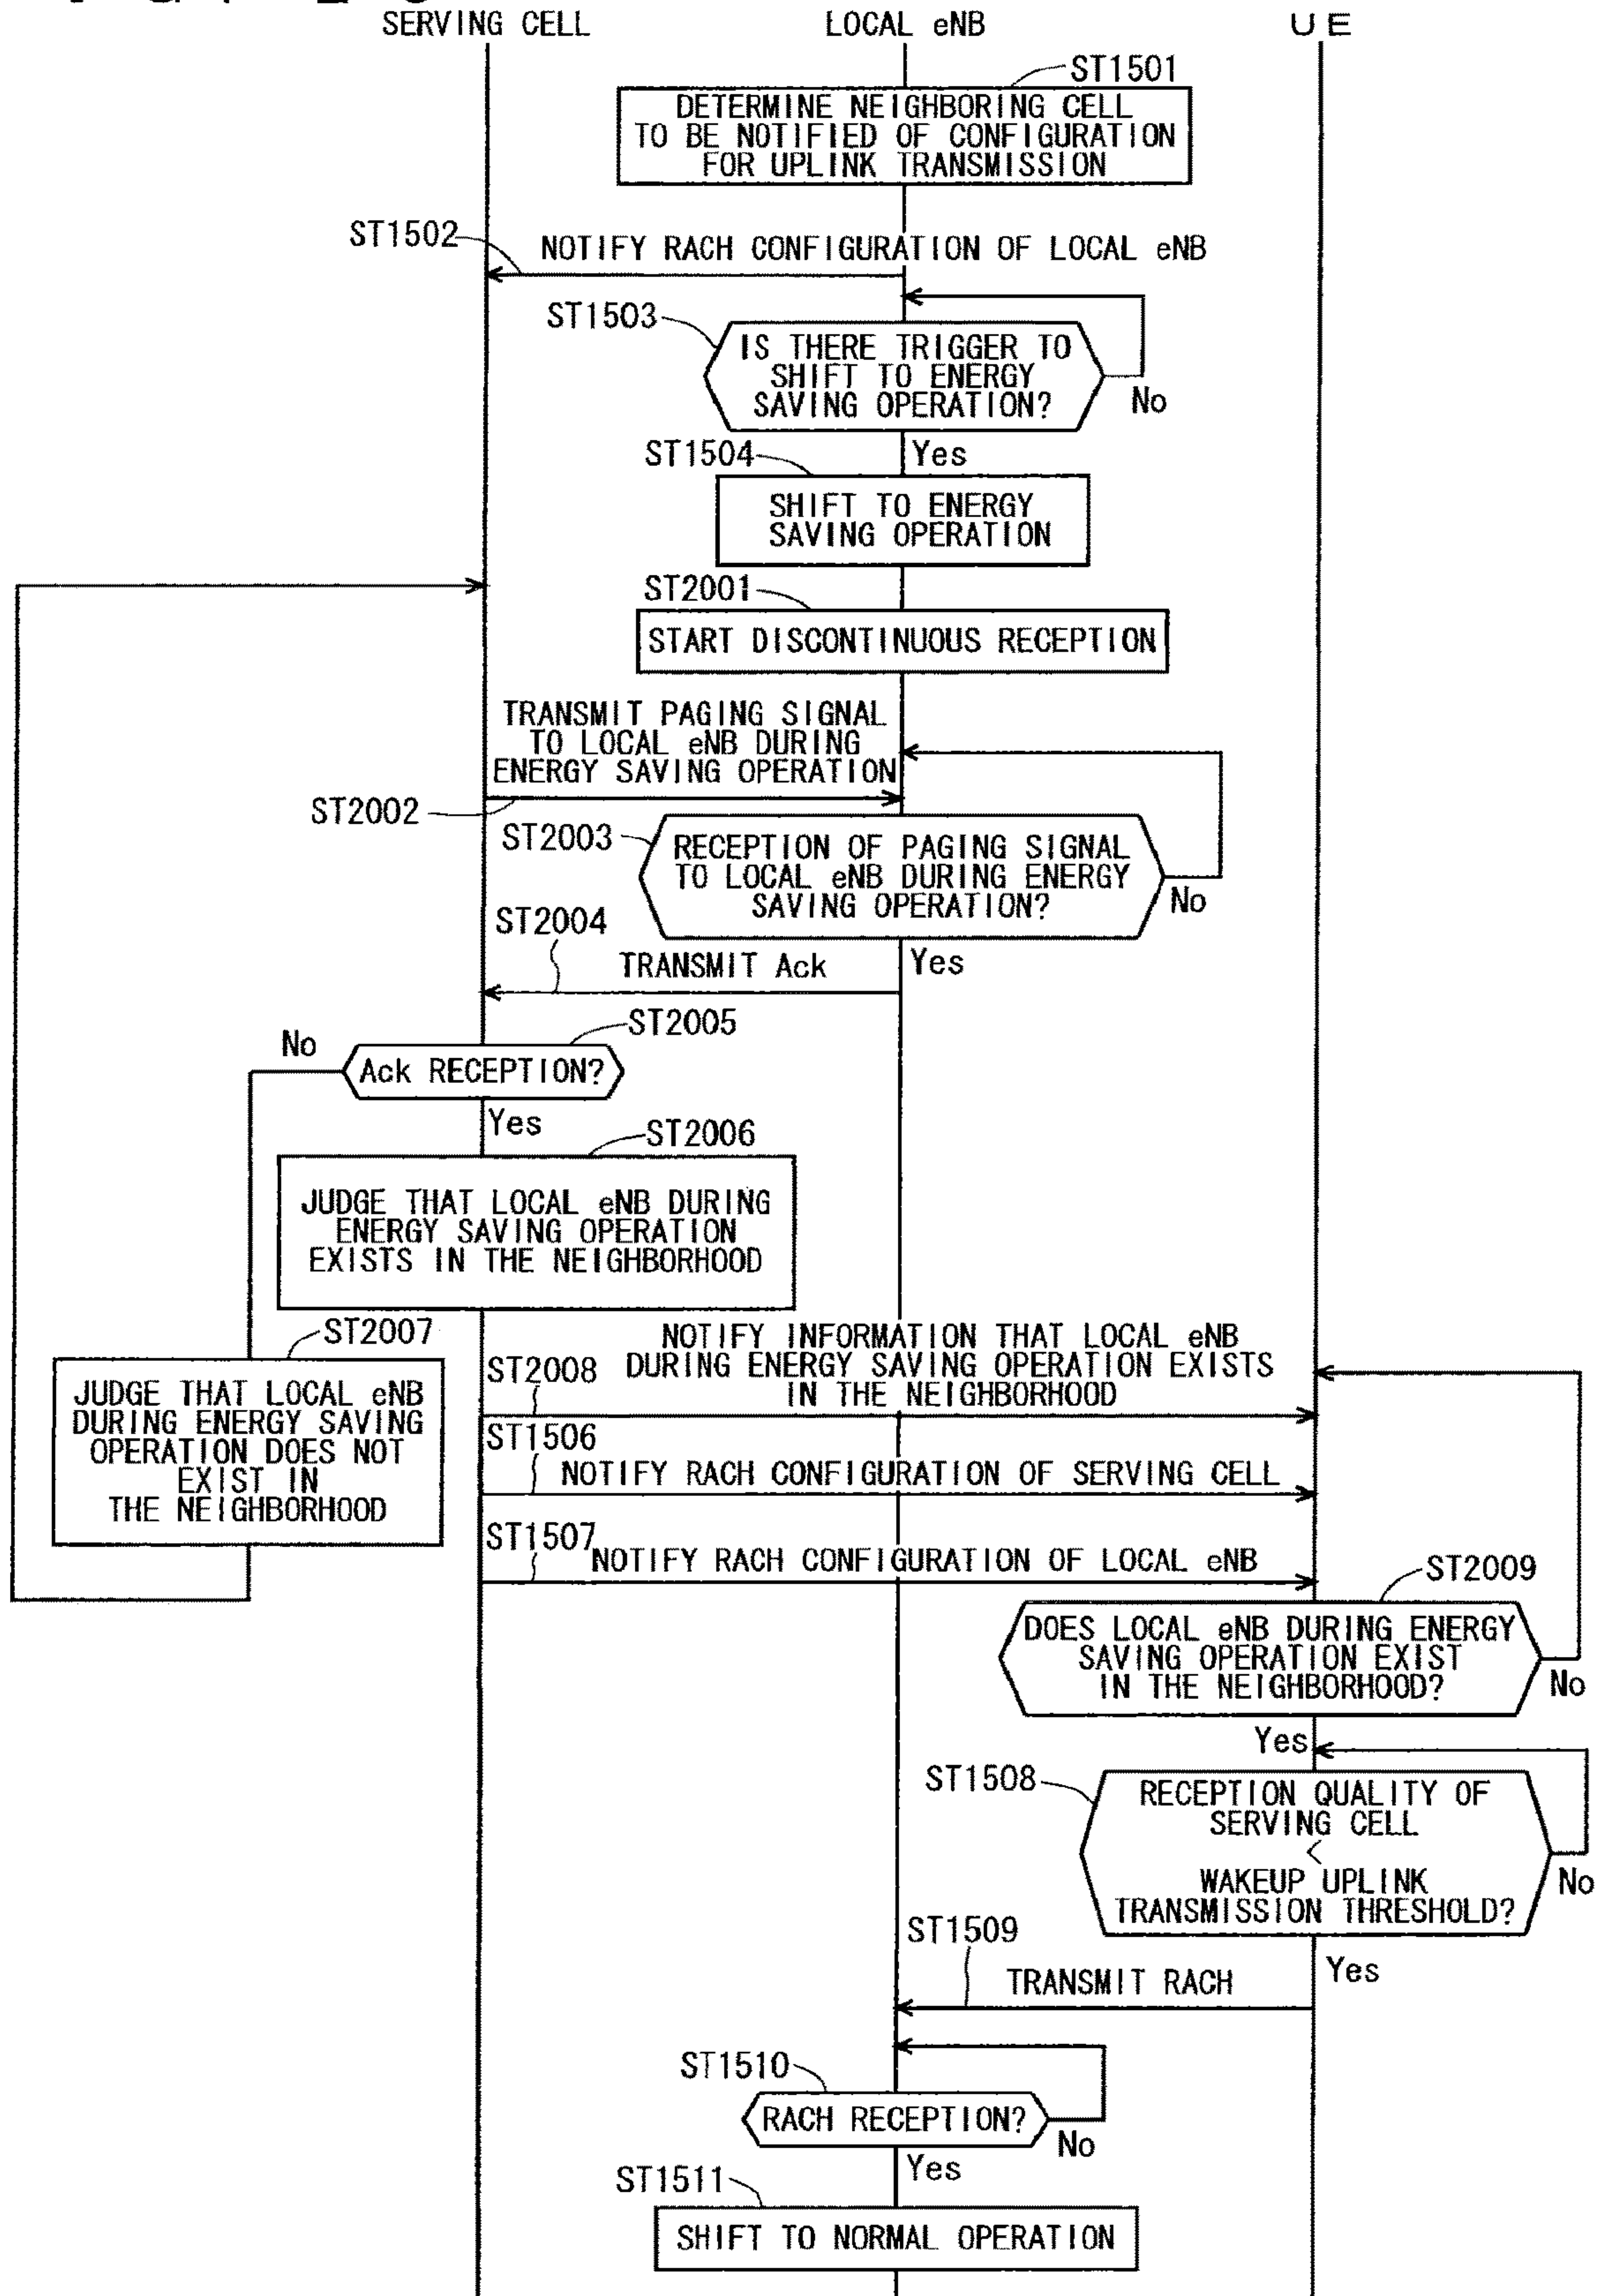 SERVING CELL
LOCAL eNB
UE
ST1501
DETERMINE NEIGHBORING CELL
TO BE NOTIFIED OF CONFIGURATION
FOR UPLINK TRANSMISSION
ST1502
NOTIFY RACH CONFIGURATION OF LOCAL eNB
ST1503
IS THERE TRIGGER TO
SHIFT TO ENERGY
SAVING OPERATION?
No
Yes
ST1504
SHIFT TO ENERGY
SAVING OPERATION
ST2001
START DISCONTINUOUS RECEPTION
TRANSMIT PAGING SIGNAL
TO LOCAL eNB DURING
ENERGY SAVING OPERATION
ST2002
ST2003
RECEPTION OF PAGING SIGNAL
TO LOCAL eNB DURING ENERGY
SAVING OPERATION?
No
Yes
ST2004
TRANSMIT Ack
ST2005
No
Ack RECEPTION?
Yes
ST2006
JUDGE THAT LOCAL eNB DURING
ENERGY SAVING OPERATION
EXISTS IN THE NEIGHBORHOOD
ST2007
JUDGE THAT LOCAL eNB
DURING ENERGY SAVING
OPERATION DOES NOT
EXIST IN
THE NEIGHBORHOOD
ST2008
NOTIFY INFORMATION THAT LOCAL eNB
DURING ENERGY SAVING OPERATION EXISTS
IN THE NEIGHBORHOOD
ST1506
NOTIFY RACH CONFIGURATION OF SERVING CELL
ST1507
NOTIFY RACH CONFIGURATION OF LOCAL eNB
ST2009
DOES LOCAL eNB DURING ENERGY
SAVING OPERATION EXIST
IN THE NEIGHBORHOOD?
No
Yes
ST1508
RECEPTION QUALITY OF
SERVING CELL
<
WAKEUP UPLINK
TRANSMISSION THRESHOLD?
No
Yes
ST1509
TRANSMIT RACH
ST1510
RACH RECEPTION?
No
Yes
ST1511
SHIFT TO NORMAL OPERATION